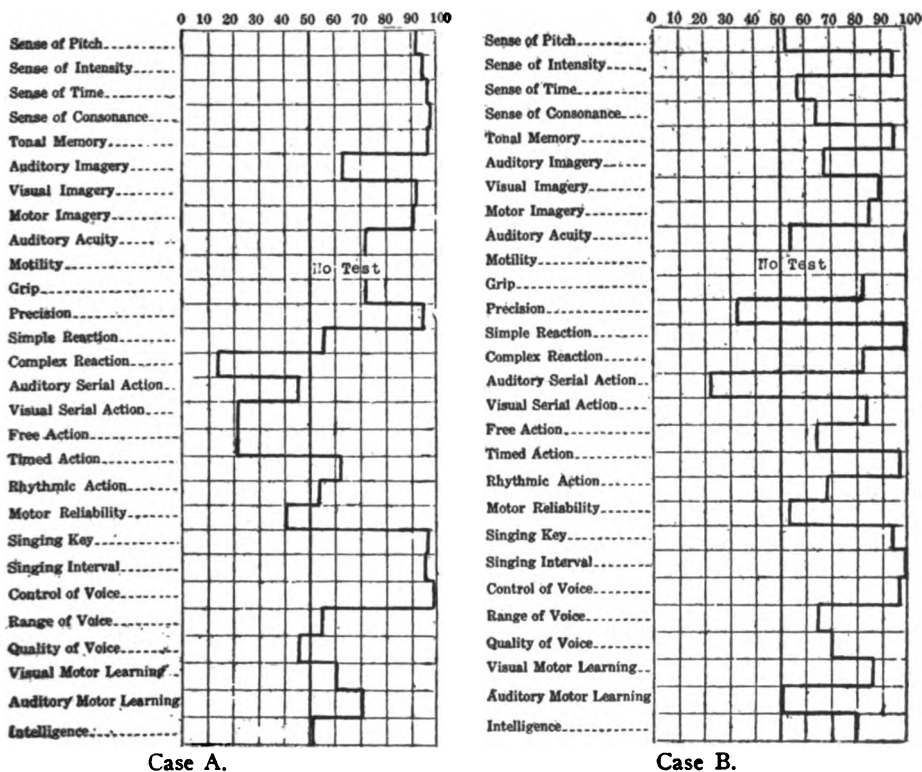 0 10 20 30 40 50 60 70 80 90 100
Sense of Pitch
Sense of Intensity
Sense of Time
Sense of Consonance
Tonal Memory
Auditory Imagery
Visual Imagery
Motor Imagery
Auditory Acuity
Motility
No Test
Grip
Precision
Simple Reaction
Complex Reaction
Auditory Serial Action
Visual Serial Action
Free Action
Timed Action
Rhythmic Action
Motor Reliability
Singing Key
Singing Interval
Control of Voice
Range of Voice
Quality of Voice
Visual Motor Learning
Auditory Motor Learning
Intelligence
Case A.
0 10 20 30 40 50 60 70 80 90 100
Sense of Pitch
Sense of Intensity
Sense of Time
Sense of Consonance
Tonal Memory
Auditory Imagery
Visual Imagery
Motor Imagery
Auditory Acuity
Motility
No Test
Grip
Precision
Simple Reaction
Complex Reaction
Auditory Serial Action
Visual Serial Action
Free Action
Timed Action
Rhythmic Action
Motor Reliability
Singing Key
Singing Interval
Control of Voice
Range of Voice
Quality of Voice
Visual Motor Learning
Auditory Motor Learning
Intelligence
Case B.